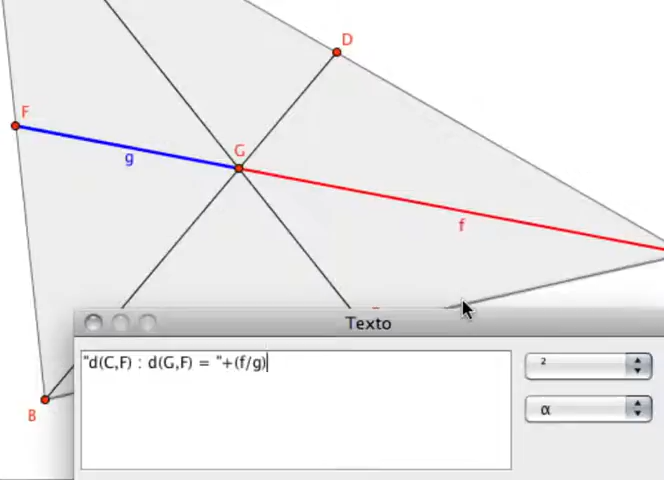 D
F
G
g
f
Texto
"d(C,F) : d(G,F) = "+(f/g)
²
α
B